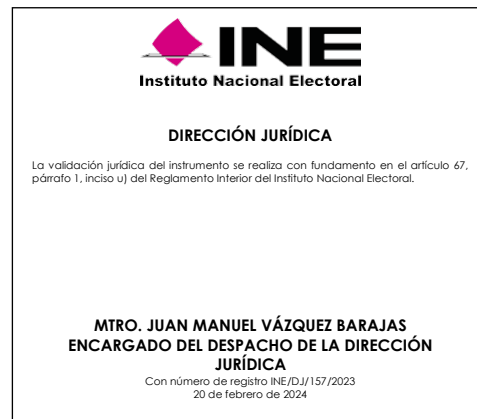 INE
Instituto Nacional Electoral
DIRECCIÓN JURÍDICA
La validación jurídica del instrumento se realiza con fundamento en el artículo 67,
párrafo 1, inciso u) del Reglamento Interior del Instituto Nacional Electoral.
MTRO. JUAN MANUEL VÁZQUEZ BARAJAS
ENCARGADO DEL DESPACHO DE LA DIRECCIÓN
JURÍDICA
Con número de registro INE/DJ/157/2023
20 de febrero de 2024